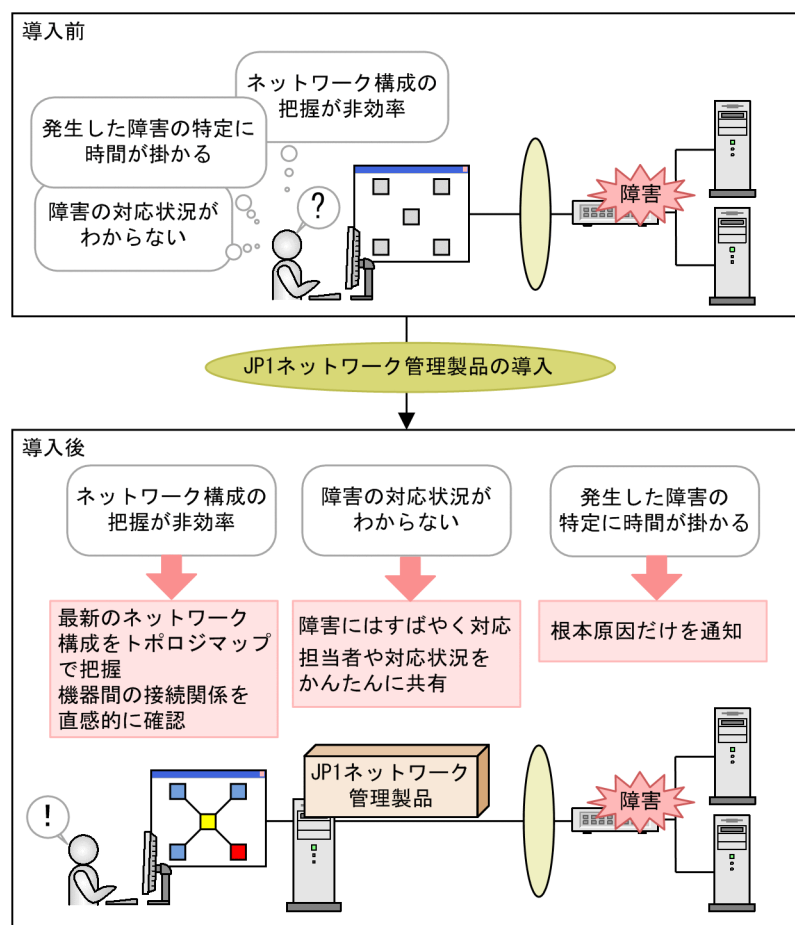 導入前
ネットワーク構成の
把握が非効率
発生した障害の特定に
時間が掛かる
障害の対応状況が
わからない
?
障害
JP1ネットワーク管理製品の導入
導入後
ネットワーク構成の
把握が非効率
障害の対応状況が
わからない
発生した障害の
特定に時間が掛かる
最新のネットワーク
構成をトポロジマップ
で把握
機器間の接続関係を
直感的に確認
障害にはすばやく対応
担当者や対応状況を
かんたんに共有
根本原因だけを通知
JP1ネットワーク
管理製品
!
障害